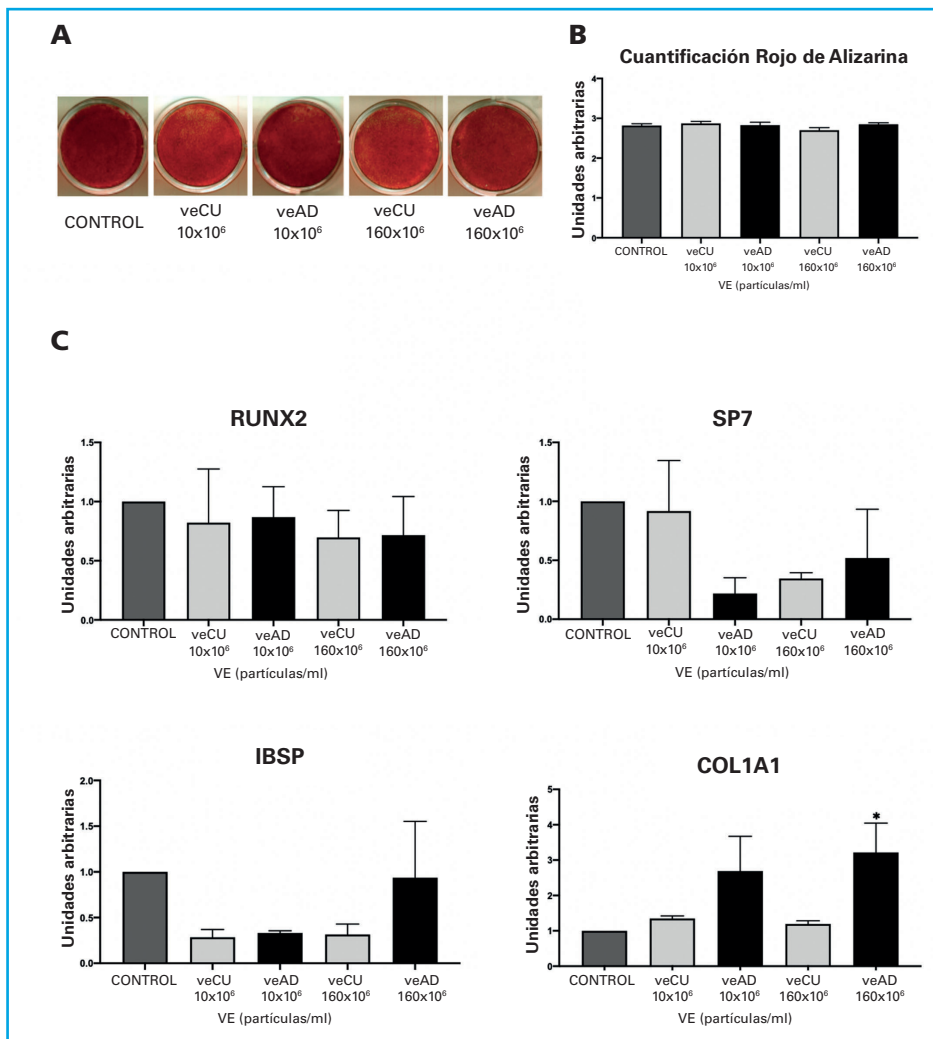 A
CONTROL
veCU
10x10⁶
veAD
10x10⁶
veCU
160x10⁶
veAD
160x10⁶
B
Cuantificación Rojo de Alizarina
Unidades arbitrarias
4
3
2
1
0
CONTROL
veCU
10x10⁶
veAD
10x10⁶
veCU
160x10⁶
veAD
160x10⁶
VE (partículas/ml)
C
RUNX2
Unidades arbitrarias
1.5
1.0
0.5
0.0
CONTROL
veCU
10x10⁶
veAD
10x10⁶
veCU
160x10⁶
veAD
160x10⁶
VE (partículas/ml)
SP7
Unidades arbitrarias
1.5
1.0
0.5
0.0
CONTROL
veCU
10x10⁶
veAD
10x10⁶
veCU
160x10⁶
veAD
160x10⁶
VE (partículas/ml)
IBSP
Unidades arbitrarias
2.0
1.5
1.0
0.5
0.0
CONTROL
veCU
10x10⁶
veAD
10x10⁶
veCU
160x10⁶
veAD
160x10⁶
VE (partículas/ml)
COL1A1
Unidades arbitrarias
5
4
3
2
1
0
*
CONTROL
veCU
10x10⁶
veAD
10x10⁶
veCU
160x10⁶
veAD
160x10⁶
VE (partículas/ml)